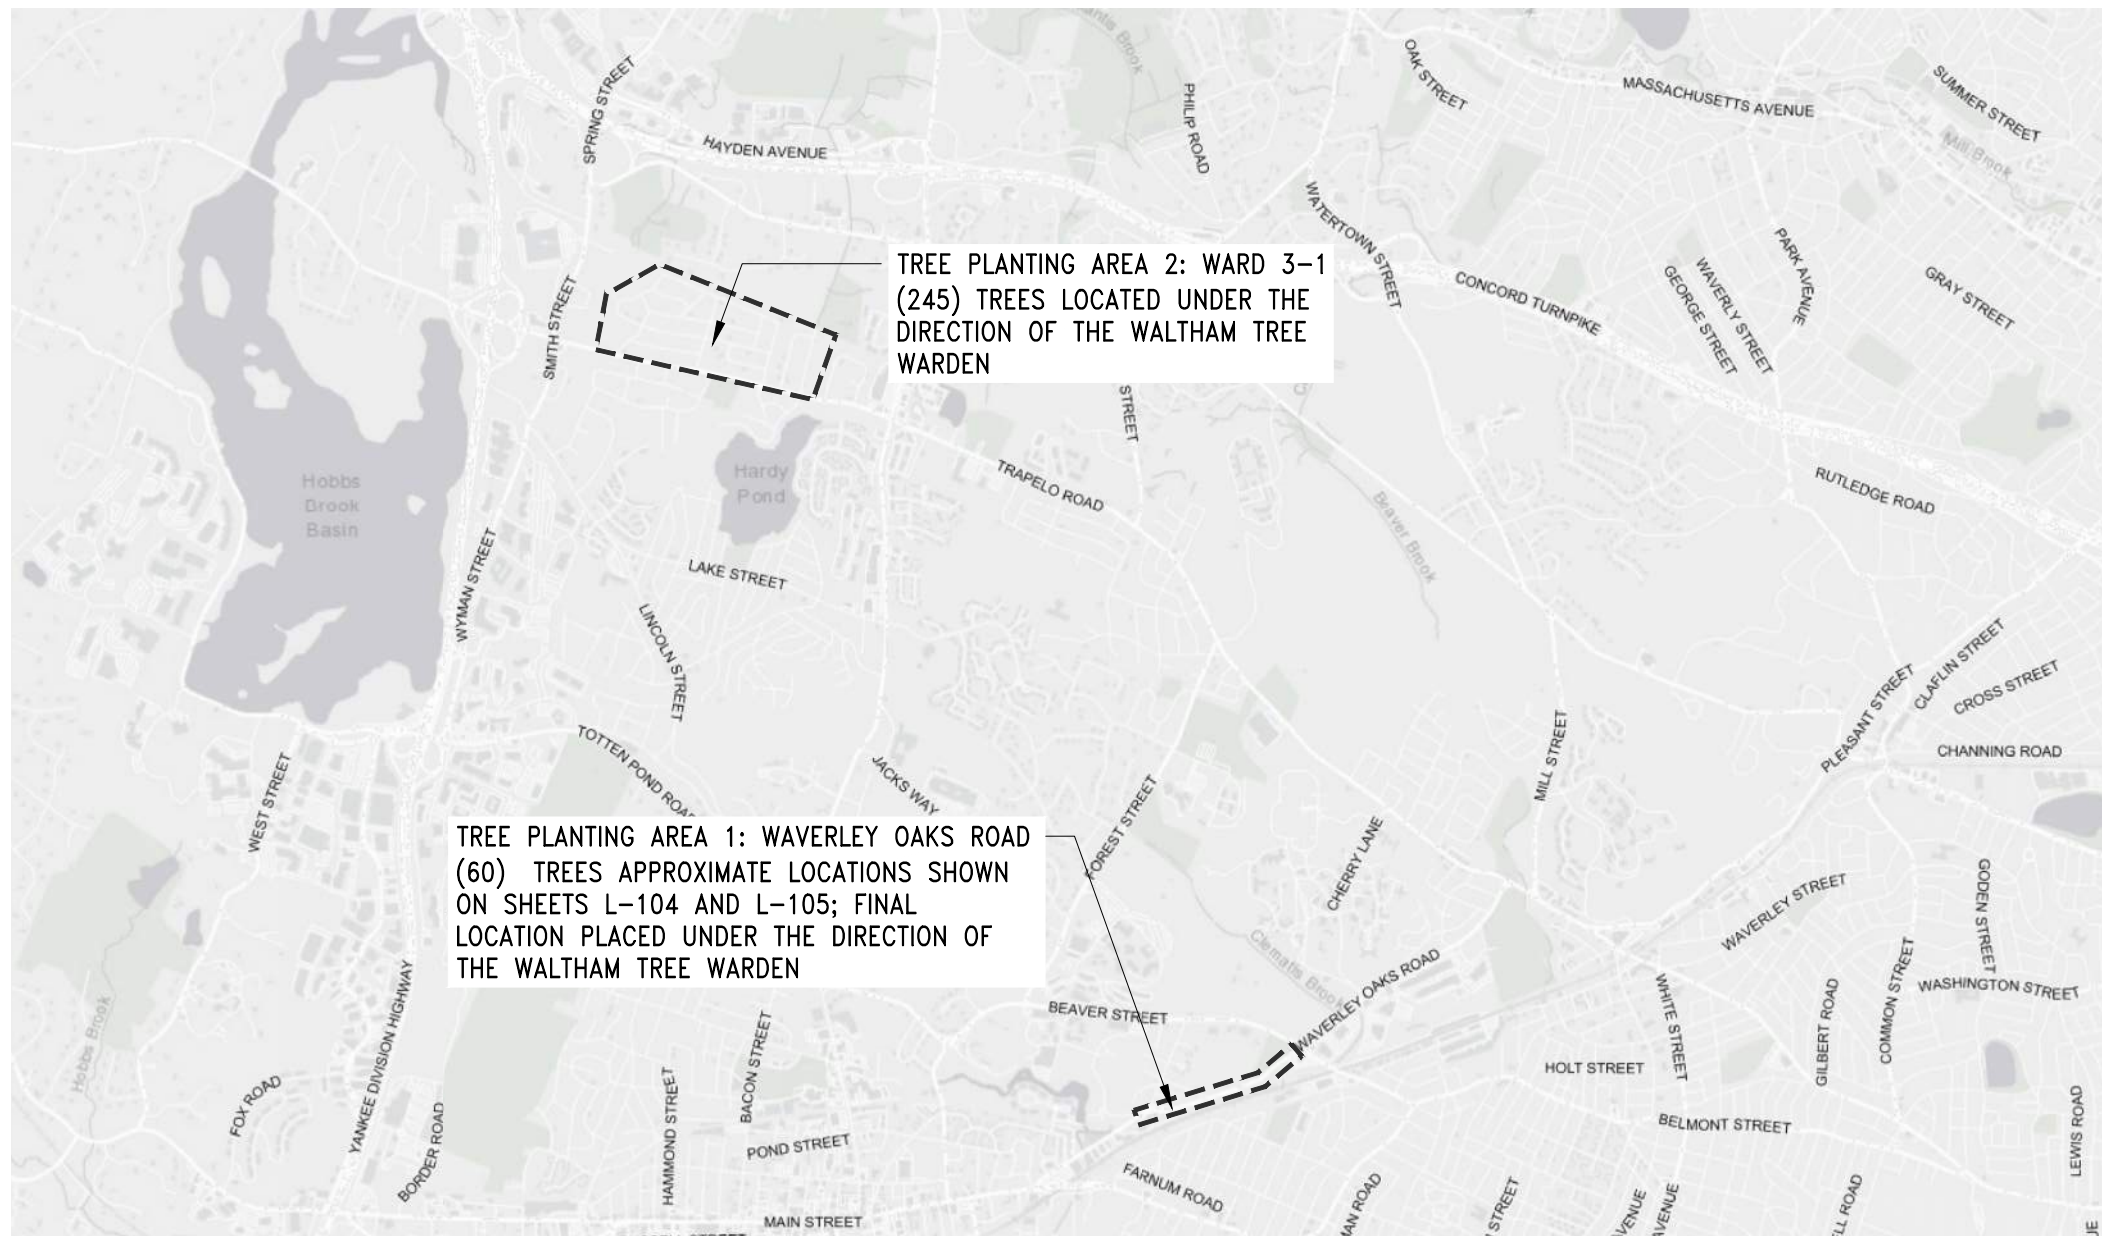 OAK STREET
MASSACHUSETTS AVENUE
SUMMER STREET
Mill Brook
SPRING STREET
PHILIP ROAD
HAYDEN AVENUE
WATERTOWN STREET
PARK AVENUE
WAVERLY STREET
GEORGE STREET
GRAY STREET
CONCORD TURNPIKE
TREE PLANTING AREA 2: WARD 3-1
(245) TREES LOCATED UNDER THE
DIRECTION OF THE WALTHAM TREE
WARDEN
SMITH STREET
STREET
Hardy
Pond
Hobbs
Brook
Basin
TRAPELO ROAD
RUTLEDGE ROAD
Beaver Brook
WYMAN STREET
LAKE STREET
LINCOLN STREET
CLAFLIN STREET
PLEASANT STREET
CROSS STREET
CHANNING ROAD
TOTTEN POND ROAD
JACKS WAY
MILL STREET
WEST STREET
FOREST STREET
CHERRY LANE
TREE PLANTING AREA 1: WAVERLEY OAKS ROAD
(60) TREES APPROXIMATE LOCATIONS SHOWN
ON SHEETS L-104 AND L-105; FINAL
LOCATION PLACED UNDER THE DIRECTION OF
THE WALTHAM TREE WARDEN
WAVERLEY STREET
GODEN STREET
Clematis Brook
WAVERLEY OAKS ROAD
COMMON STREET
WASHINGTON STREET
WHITE STREET
GILBERT ROAD
BEAVER STREET
Hobbs Brook
YANKEE DIVISION HIGHWAY
BACON STREET
HAMMOND STREET
FOX ROAD
BORDER ROAD
POND STREET
HOLT STREET
BELMONT STREET
LEWIS ROAD
FARNUM ROAD
MAIN STREET
STREET